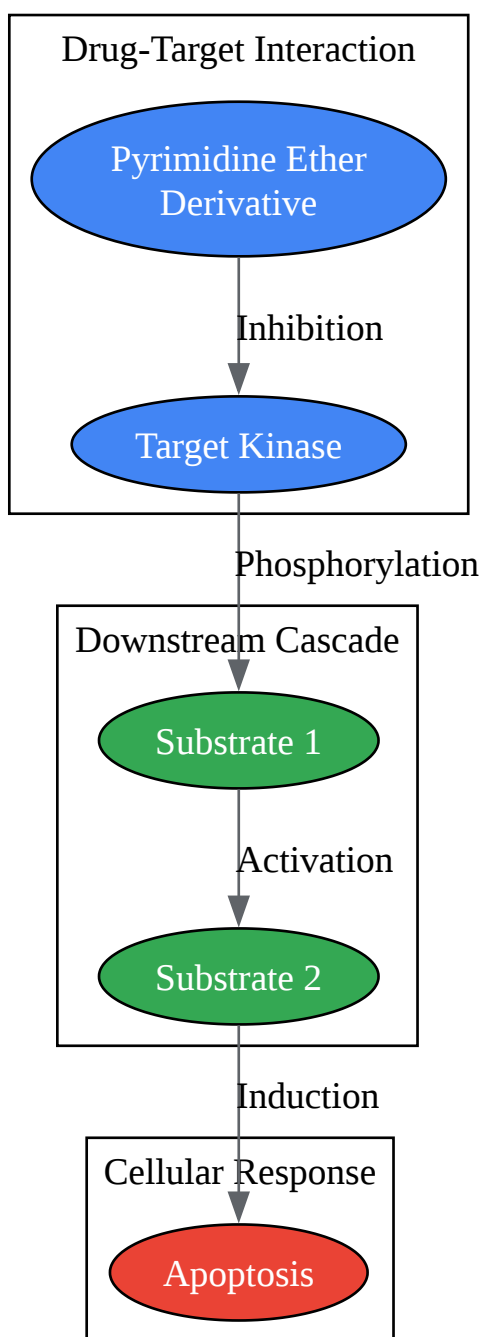 Drug-Target Interaction
Pyrimidine Ether
Derivative
Inhibition
Target Kinase
Phosphorylation
Downstream Cascade
Substrate 1
Activation
Substrate 2
Induction
Cellular Response
Apoptosis